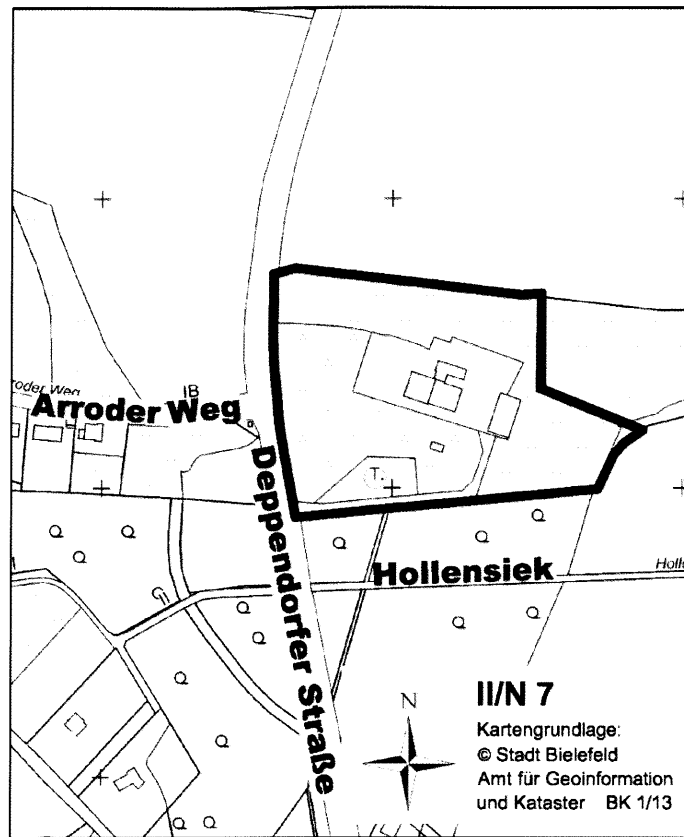 roder Weg
IB
Arroder Weg
Deppendorfer Straße
T.
Q
Q
Q
Q
Q
Q
Q
Hollensiek
Holle
Q
Q
Q
Q
Q
N
II/N 7
Kartengrundlage:
© Stadt Bielefeld
Amt für Geoinformation
und Kataster BK 1/13